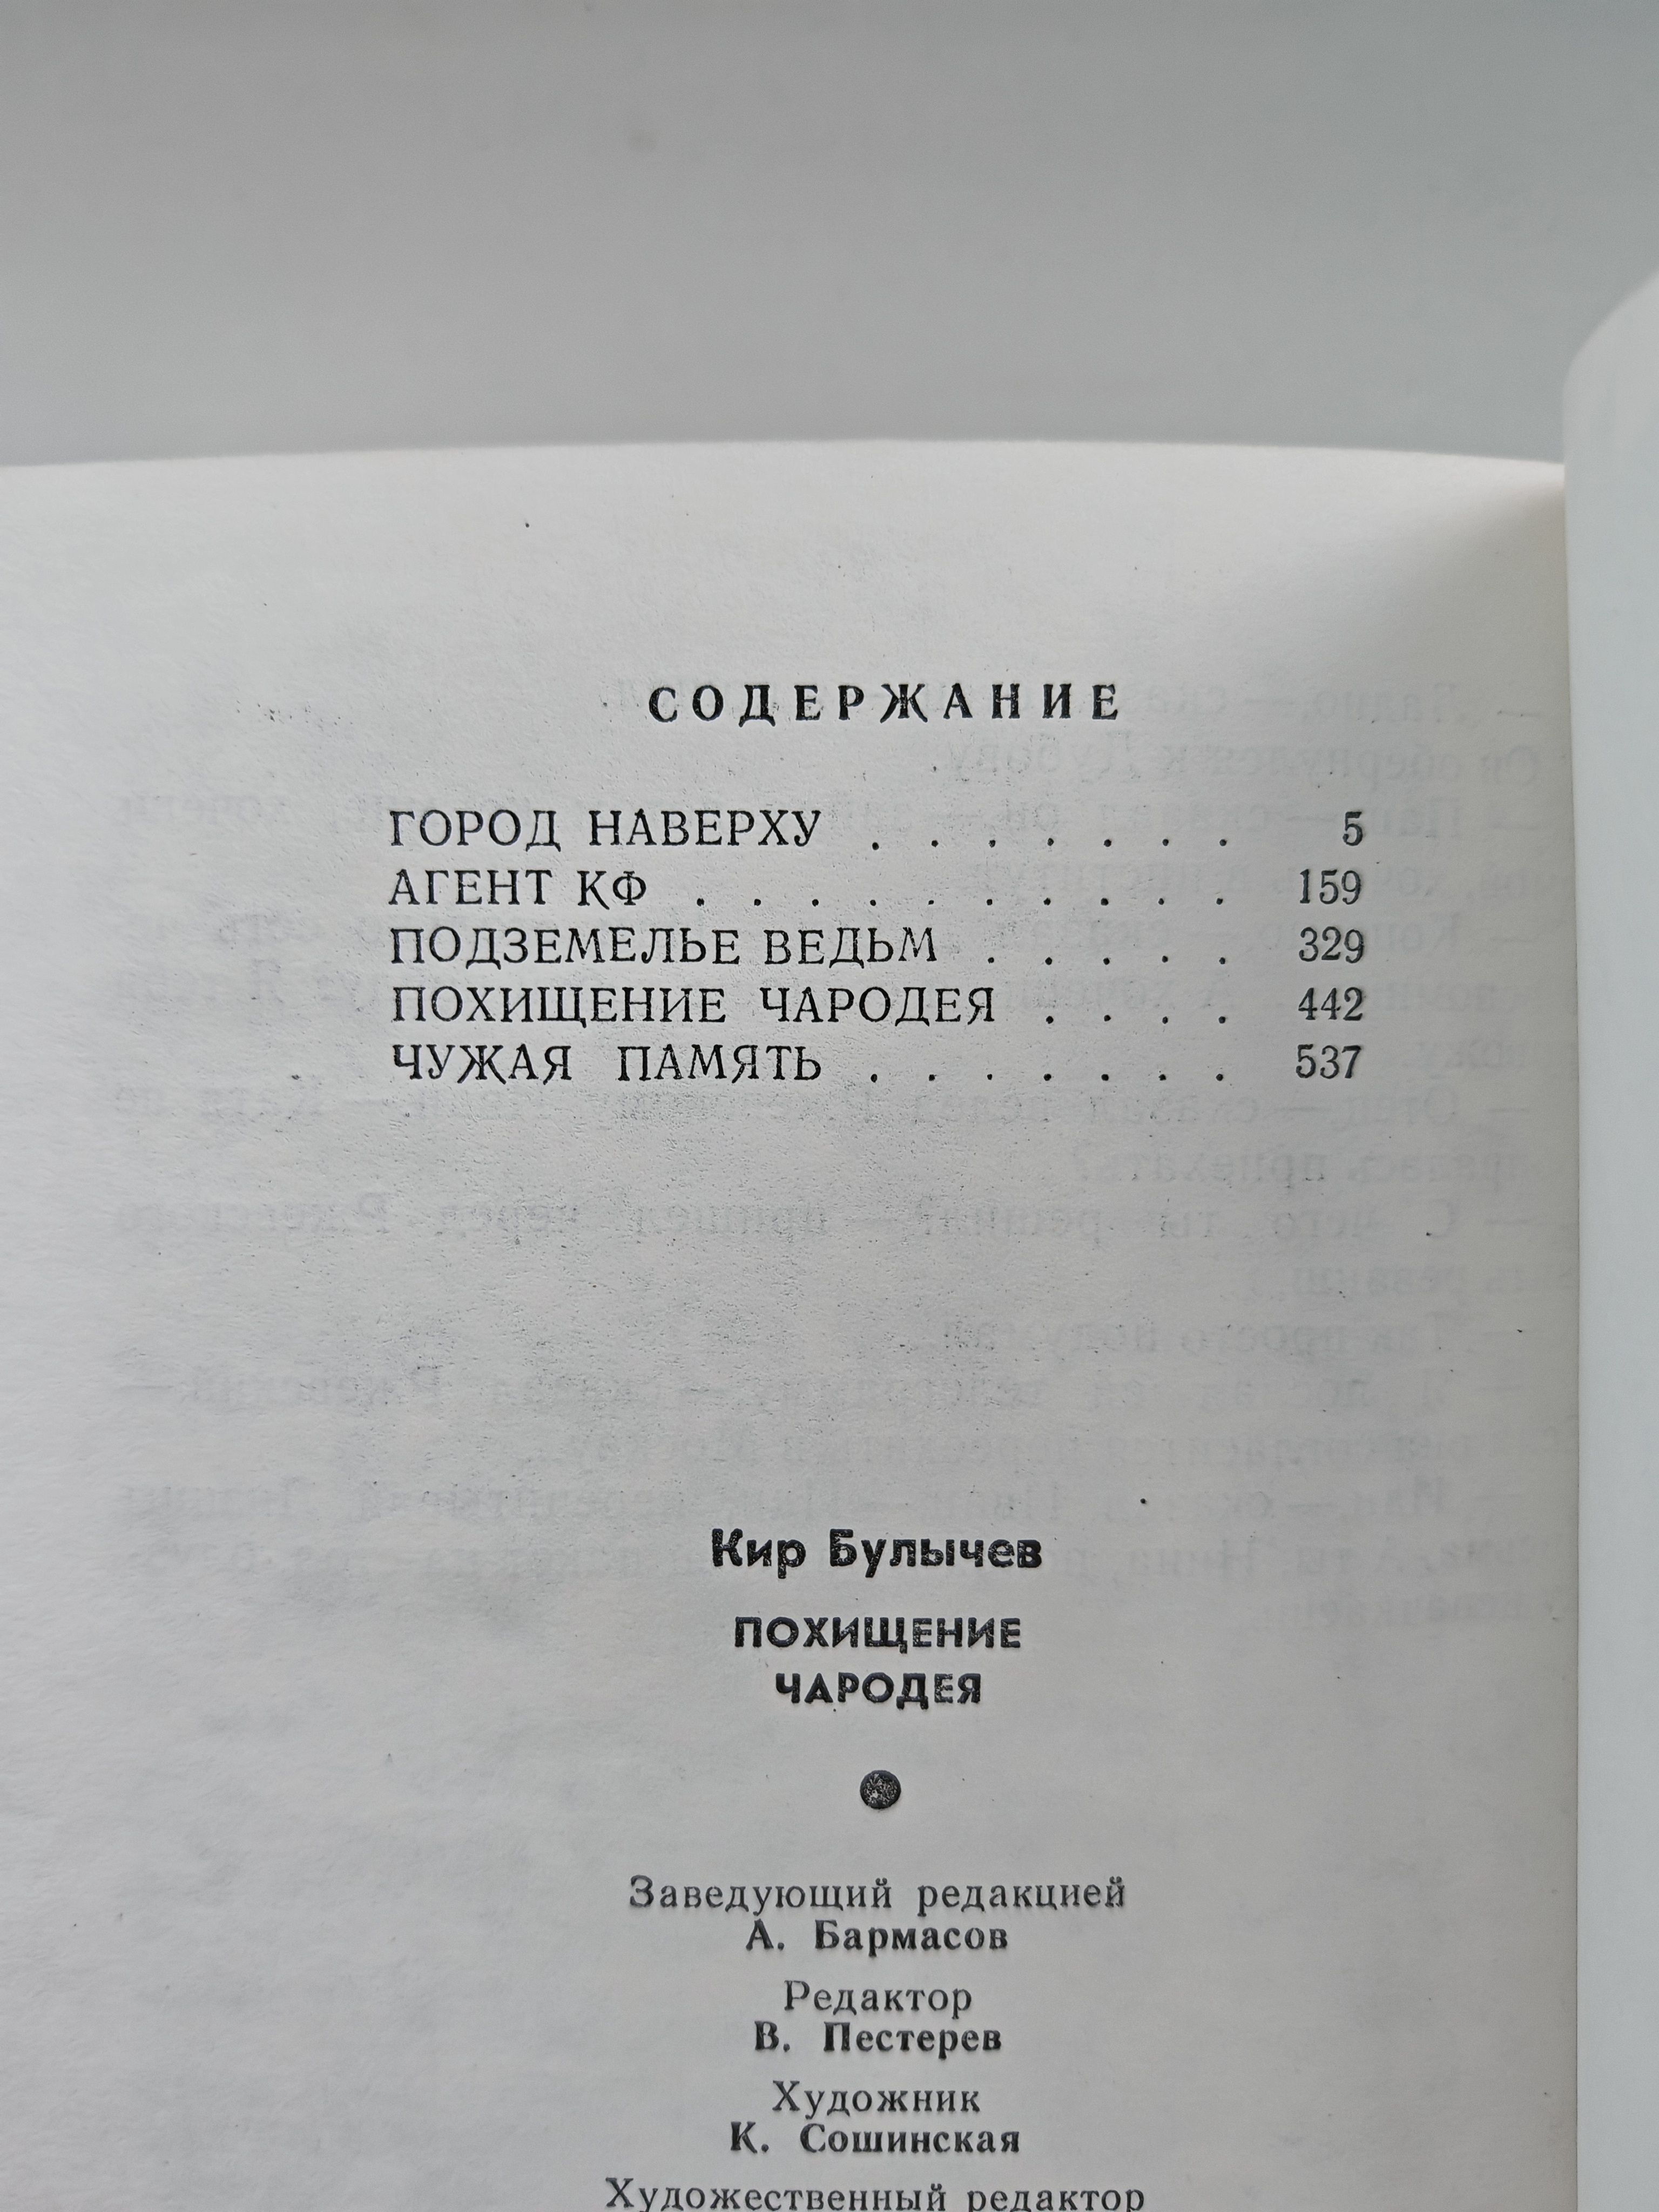 СОДЕРЖАНИЕ
ГОРОД НАВЕРХУ . . . . . . . 5
АГЕНТ КФ . . . . . . . . . . 159
ПОДЗЕМЕЛЬЕ ВЕДЬМ . . . . . 329
ПОХИЩЕНИЕ ЧАРОДЕЯ . . . . 442
ЧУЖАЯ ПАМЯТЬ . . . . . . . 537
Кир Булычев
ПОХИЩЕНИЕ
ЧАРОДЕЯ
Заведующий редакцией
А. Бармасов
Редактор
В. Пестерев
Художник
К. Сошинская
Художественный редактор